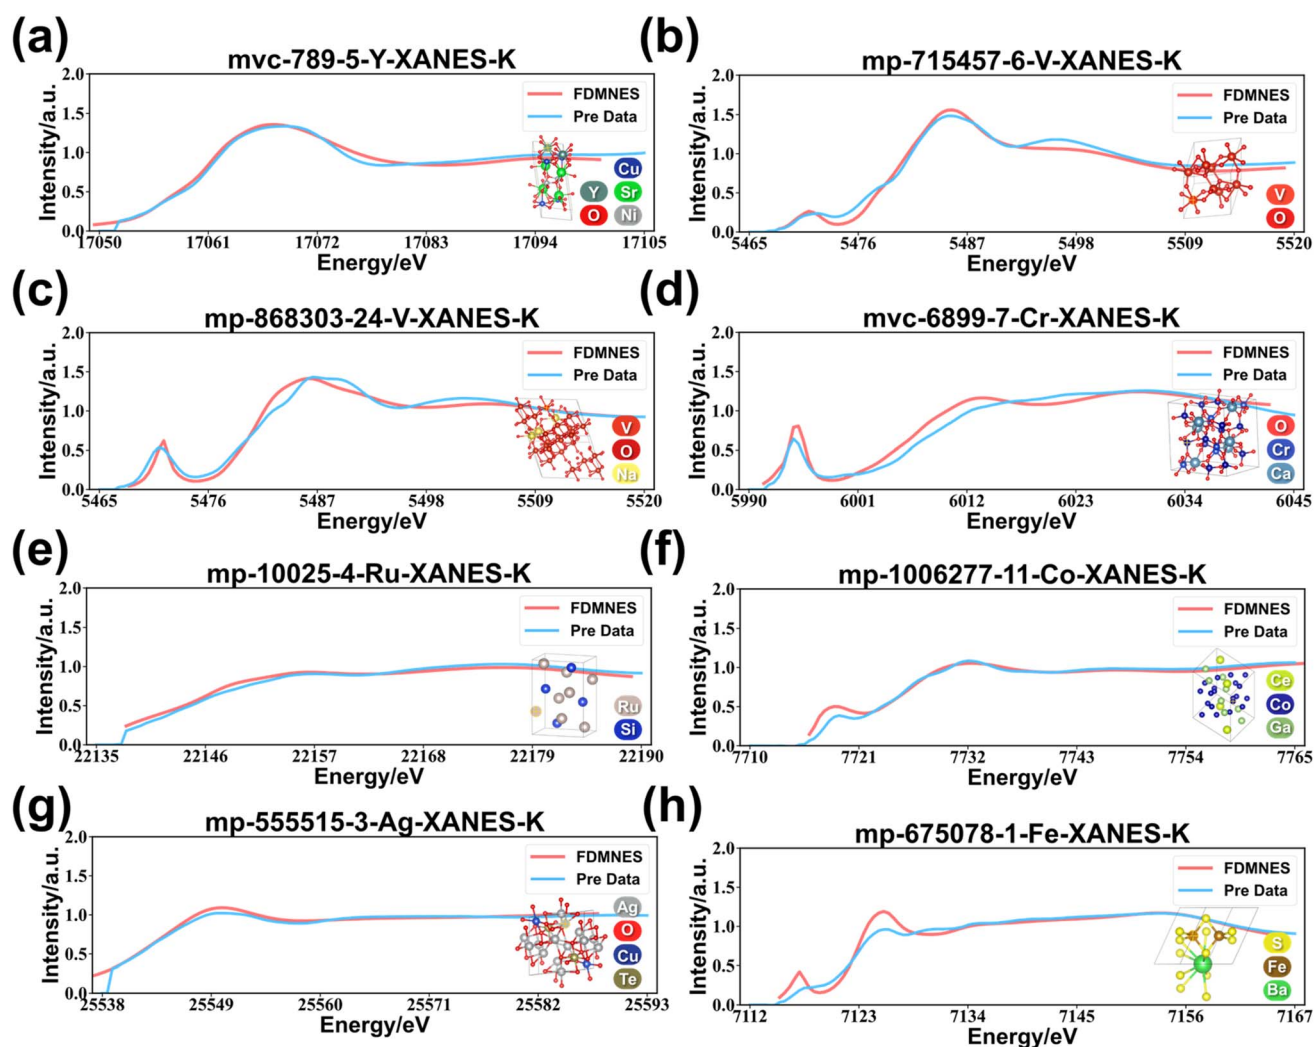 (a)
mvc-789-5-Y-XANES-K
Intensity/a.u.
2.0
1.5
1.0
0.5
0.0
FDMNES
Pre Data
Cu
Y Sr
O Ni
17050 17061 17072 17083 17094 17105
Energy/eV
(b)
mp-715457-6-V-XANES-K
Intensity/a.u.
2.0
1.5
1.0
0.5
0.0
FDMNES
Pre Data
V
O
5465 5476 5487 5498 5509 5520
Energy/eV
(c)
mp-868303-24-V-XANES-K
Intensity/a.u.
2.0
1.5
1.0
0.5
0.0
FDMNES
Pre Data
V
O
Na
5465 5476 5487 5498 5509 5520
Energy/eV
(d)
mvc-6899-7-Cr-XANES-K
Intensity/a.u.
2.0
1.5
1.0
0.5
0.0
FDMNES
Pre Data
O
Cr
Ca
5990 6001 6012 6023 6034 6045
Energy/eV
(e)
mp-10025-4-Ru-XANES-K
Intensity/a.u.
2.0
1.5
1.0
0.5
0.0
FDMNES
Pre Data
Ru
Si
22135 22146 22157 22168 22179 22190
Energy/eV
(f)
mp-1006277-11-Co-XANES-K
Intensity/a.u.
2.0
1.5
1.0
0.5
0.0
FDMNES
Pre Data
Ce
Co
Ga
7710 7721 7732 7743 7754 7765
Energy/eV
(g)
mp-555515-3-Ag-XANES-K
Intensity/a.u.
2.0
1.5
1.0
0.5
0.0
FDMNES
Pre Data
Ag
O
Cu
Te
25538 25549 25560 25571 25582 25593
Energy/eV
(h)
mp-675078-1-Fe-XANES-K
Intensity/a.u.
2.0
1.5
1.0
0.5
0.0
FDMNES
Pre Data
S
Fe
Ba
7112 7123 7134 7145 7156 7167
Energy/eV